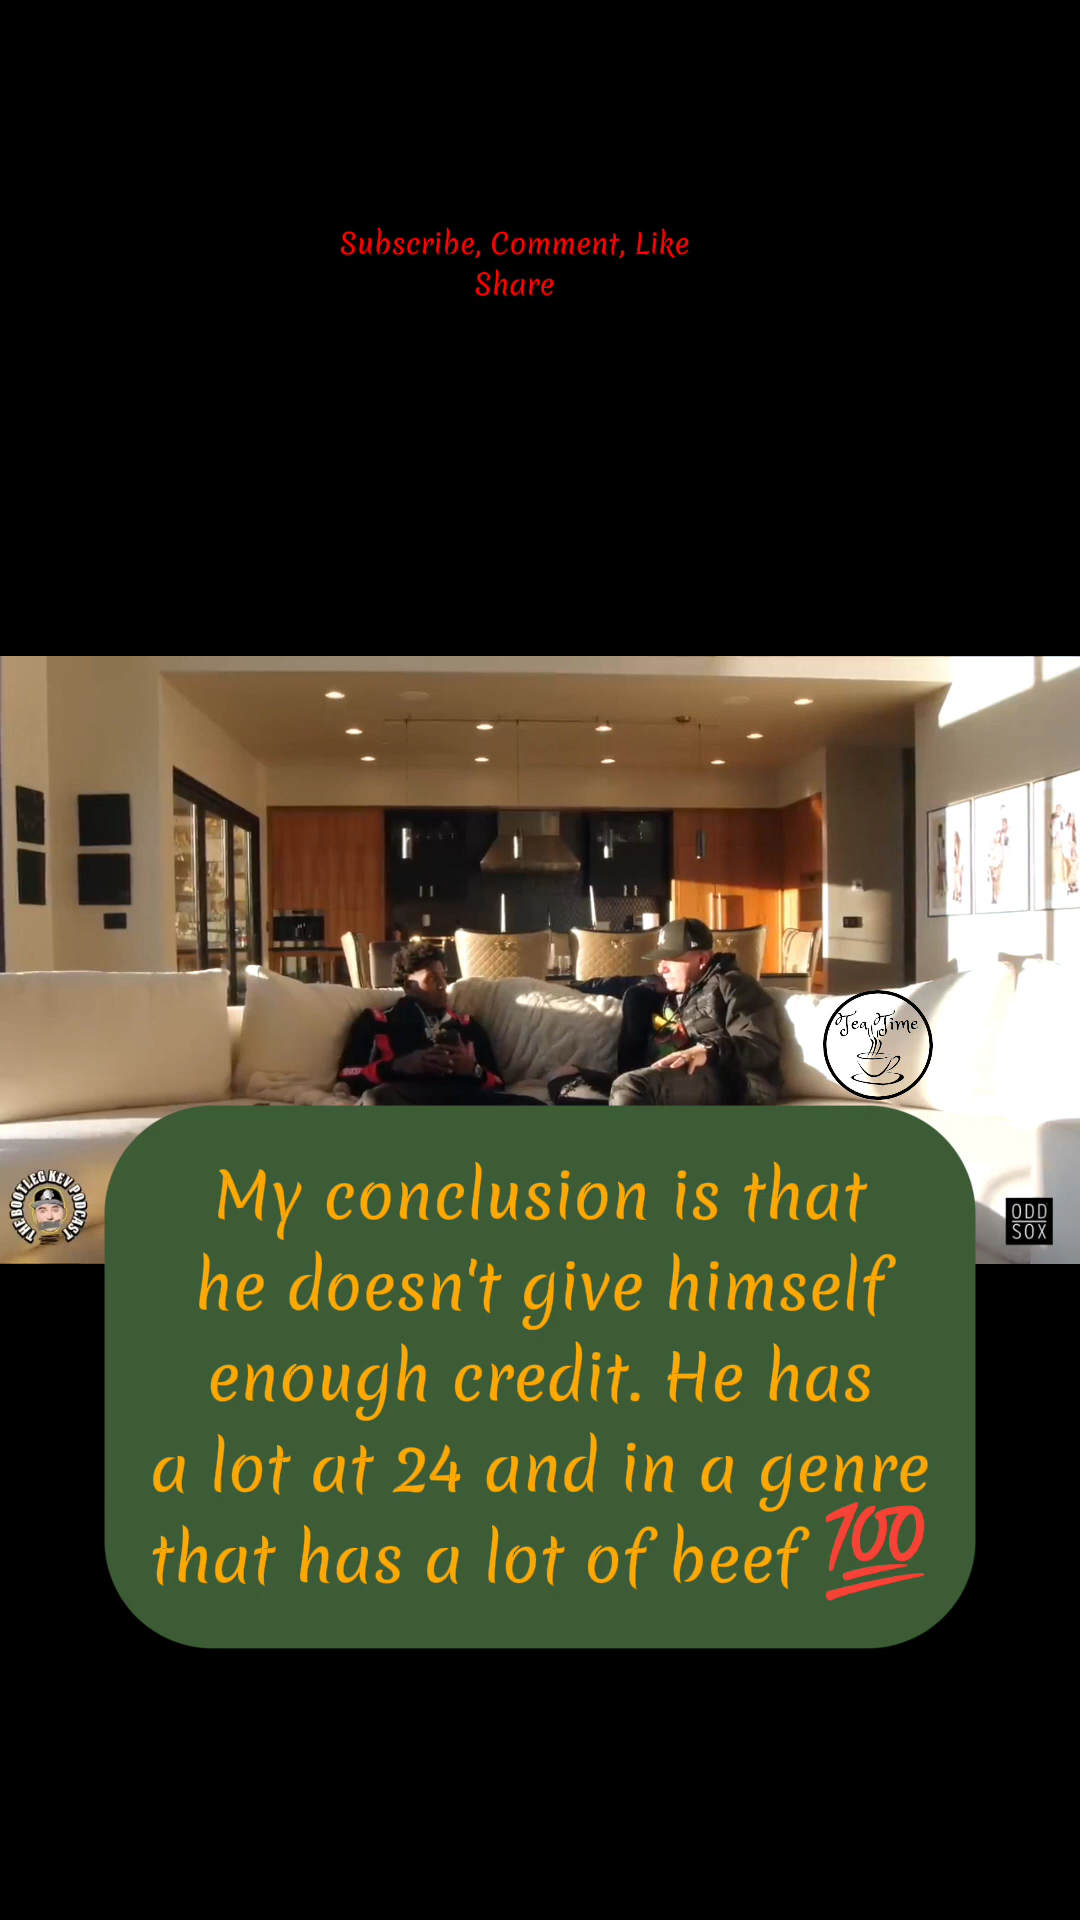 Subscribe, Comment, Like
Share
Tea Time
THE BOOTLEG KEV PODCAST
ODD
SOX
My conclusion is that
he doesn't give himself
enough credit. He has
a lot at 24 and in a genre
that has a lot of beef 💯